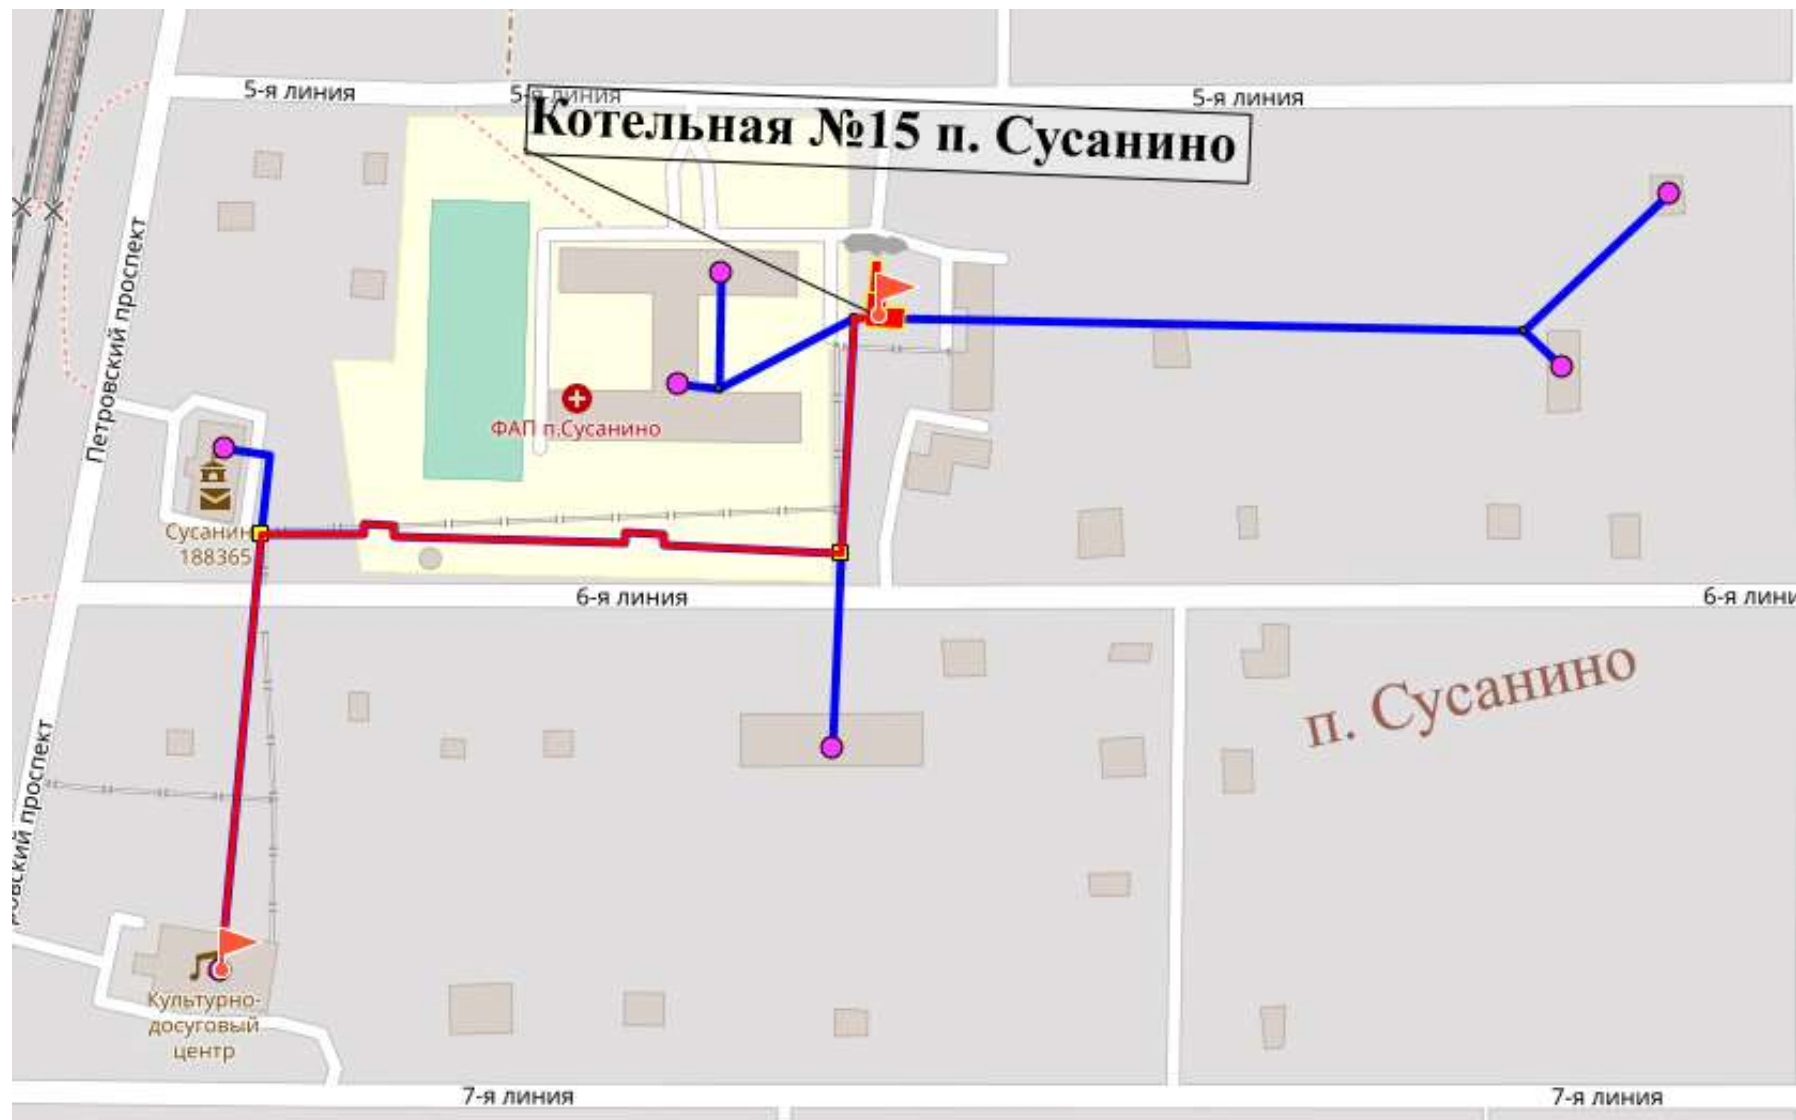 5-я линия
5-я линия
5-я линия
Котельная №15 п. Сусанино
Петровский проспект
ФАП п.Сусанино
Сусанин
188365
6-я линия
6-я лини
п. Сусанино
ровский проспект
Культурно-
досуговый
центр
7-я линия
7-я линия